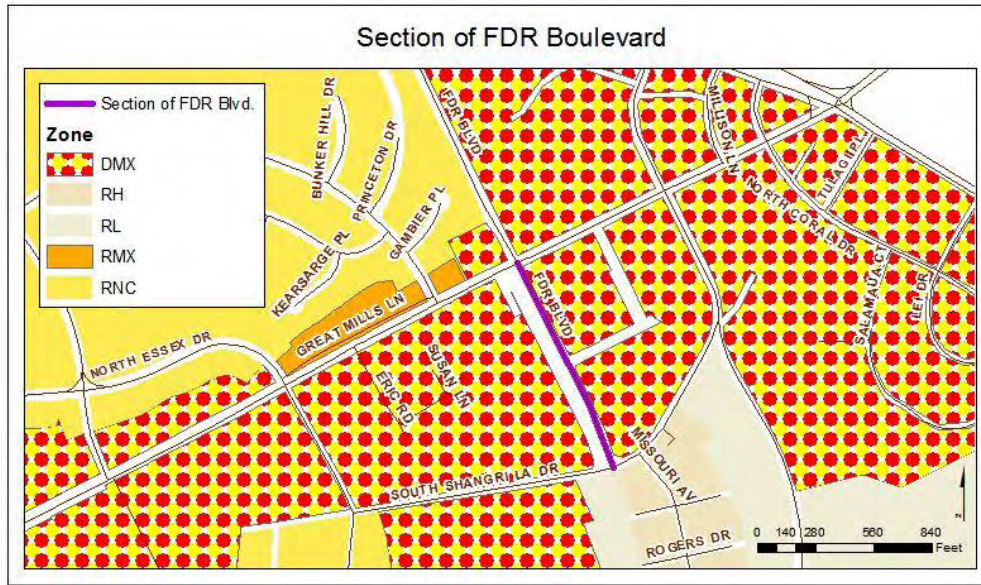 Section of FDR Boulevard
Section of FDR Blvd.
Zone
DMX
RH
RL
RMX
RNC
BUNKER HILL DR
PRINCETON DR
GAMBIER PL
KEARSARGE PL
GREAT MILLS LN
NORTH ESSEX DR
FDR BLVD
MILLISON LN
TULAGI PL
NORTH CORAL DR
SALAMAUA CT
LEI DR
FDR BLVD
SUSAN LN
ERIC RD
MISSOURI AV
SOUTH SHANGRI LA DR
ROGERS DR
z
0 140 280 560 840
Feet